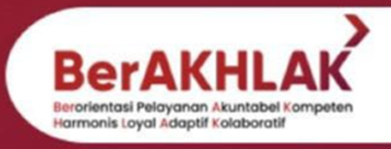 BerAKHLAK
Berorientasi Pelayanan Akuntabel Kompeten
Harmonis Loyal Adaptif Kolaboratif